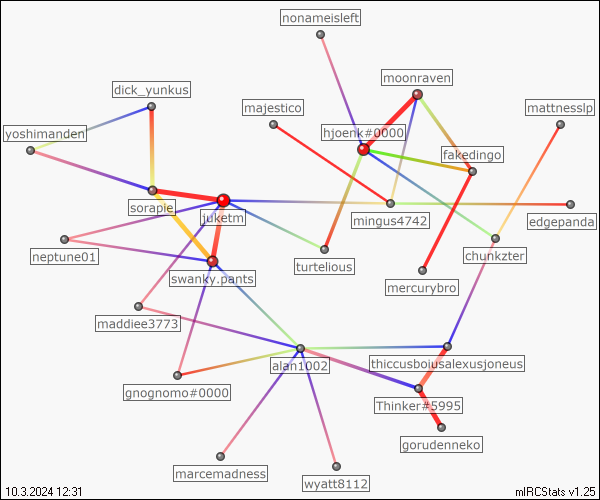 nonameisleft
moonraven
dick_yunkus
majestico
mattnesslp
yoshimanden
hjoenk#0000
fakedingo
sorapie
juketm
mingus4742
edgepanda
neptune01
turtelious
chunkzter
swanky.pants
mercurybro
maddiee3773
alan1002
thiccusboiusalexusjoneus
gnognomo#0000
Thinker#5995
gorudenneko
marcemadness
wyatt8112
10.3.2024 12:31
mIRCStats v1.25